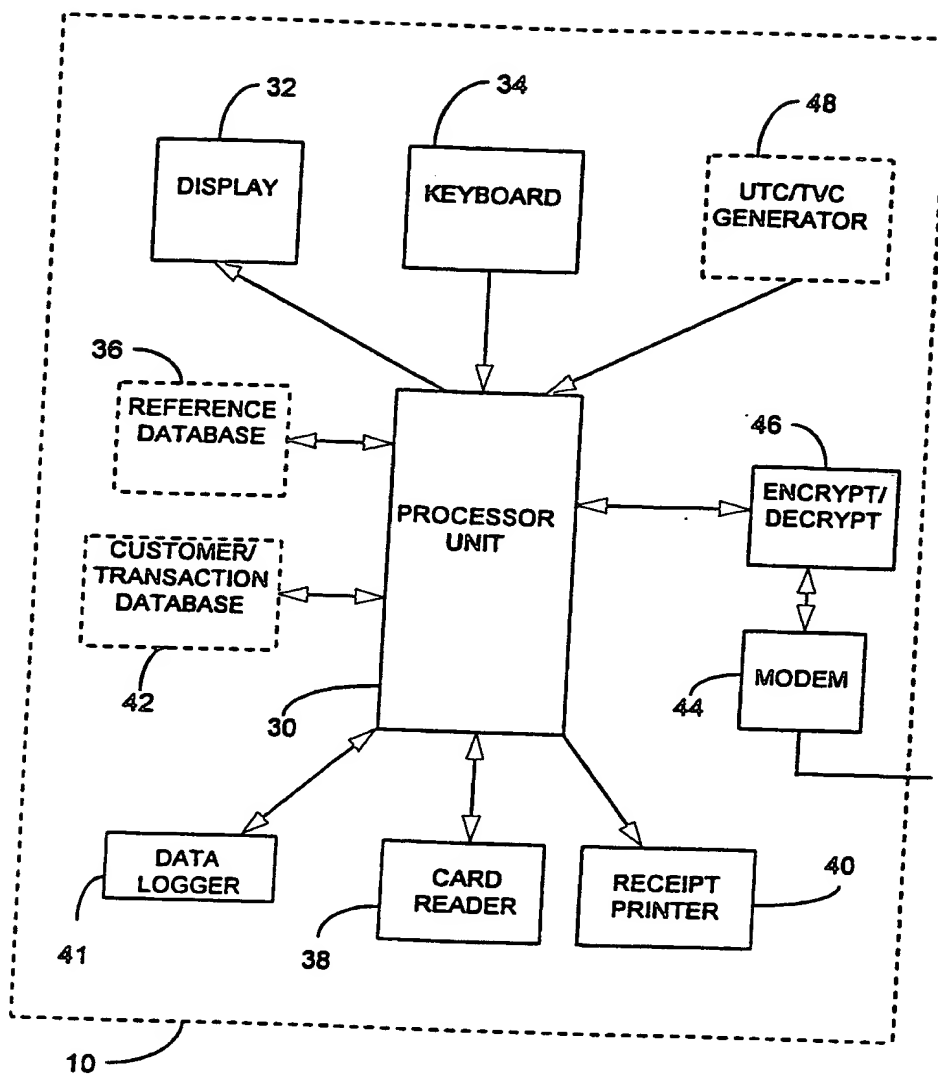 32
34
48
DISPLAY
KEYBOARD
UTC/TVC
GENERATOR
36
REFERENCE
DATABASE
46
ENCRYPT/
DECRYPT
PROCESSOR
UNIT
CUSTOMER/
TRANSACTION
DATABASE
42
30
44
MODEM
DATA
LOGGER
41
CARD
READER
38
RECEIPT
PRINTER
40
10